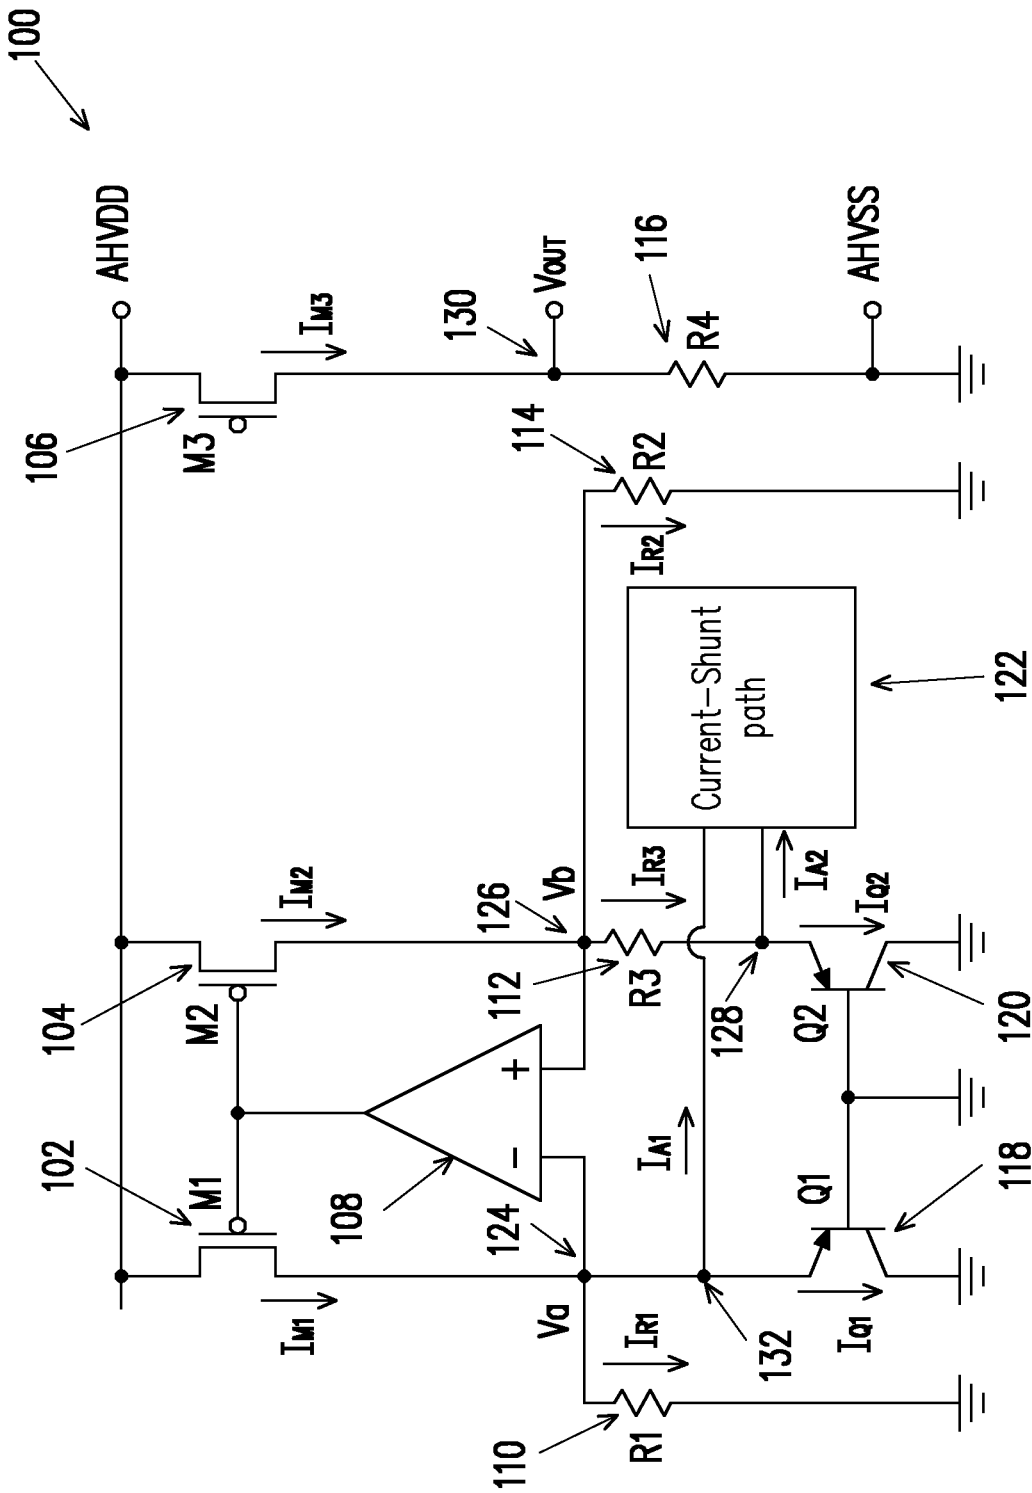 100
AHVDD
102
M1
IM1
104
M2
IM2
106
M3
IM3
108
−
+
124
Va
126
Vb
130
VOUT
110
R1
IR1
112
R3
IR3
114
R2
IR2
116
R4
AHVSS
132
IA1
128
IA2
Current-Shunt
path
122
Q1
IQ1
118
Q2
IQ2
120